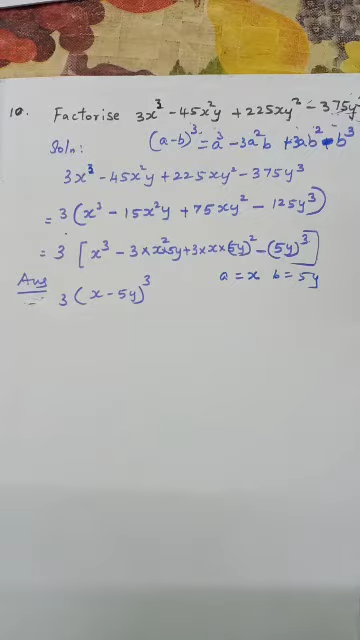 10. Factorise 3x³ - 45x²y + 225xy² - 375y³
Soln: (a-b)³ = a³ - 3a²b + 3ab² - b³
3x³ - 45x²y + 225xy² - 375y³
= 3(x³ - 15x²y + 75xy² - 125y³)
= 3 [x³ - 3×x²×5y + 3×x×(5y)² - (5y)³]
Ans 3(x - 5y)³ a = x b = 5y